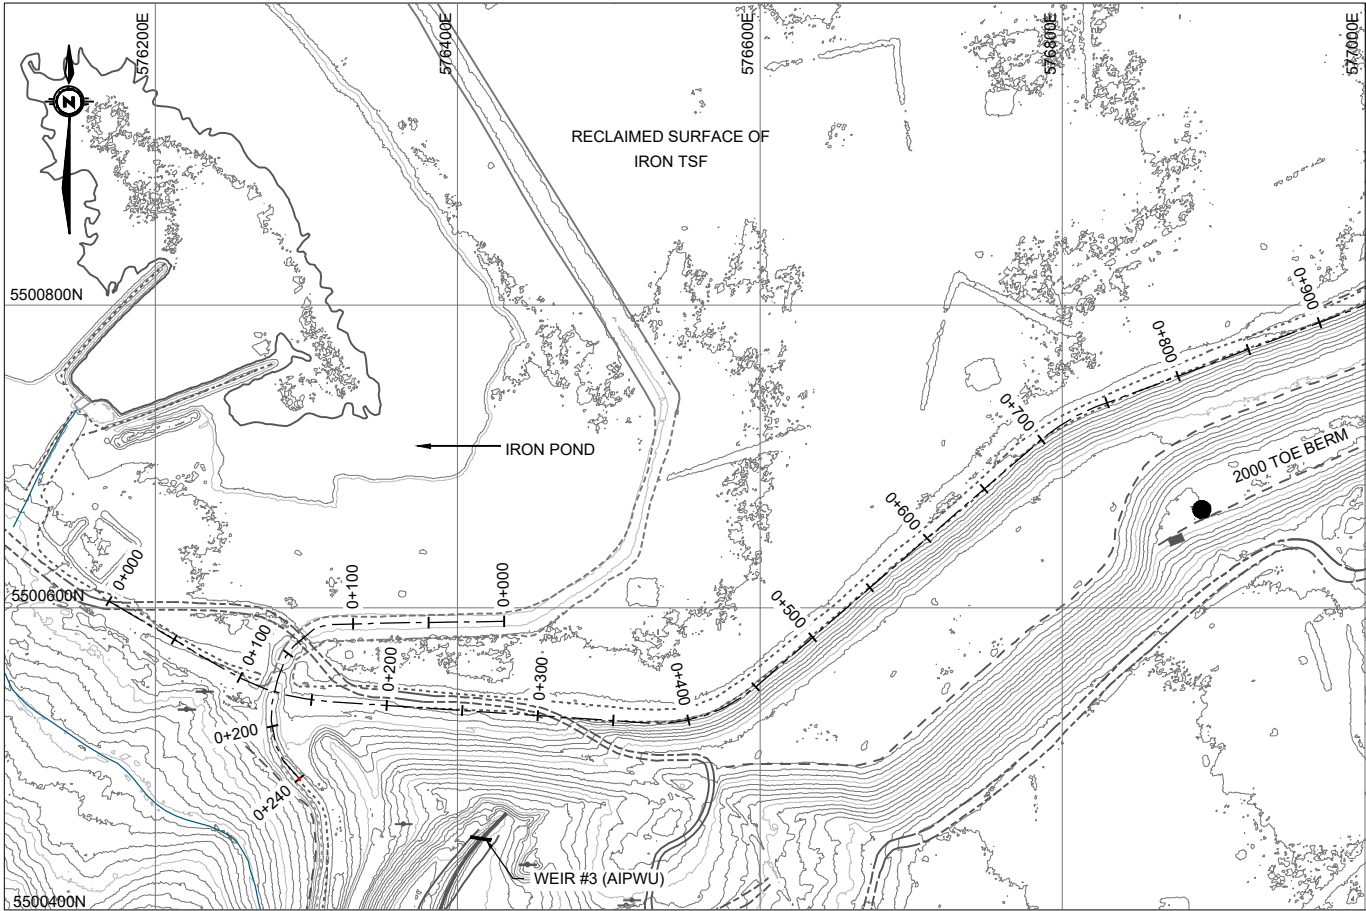 576200E
576400E
576600E
576800E
577000E
N
RECLAIMED SURFACE OF
IRON TSF
5500800N
0+900
0+800
0+700
IRON POND
2000 TOE BERM
0+600
0+000
0+100
0+000
5500600N
0+500
0+100
0+200
0+300
0+400
0+200
0+240
WEIR #3 (AIPWU)
5500400N